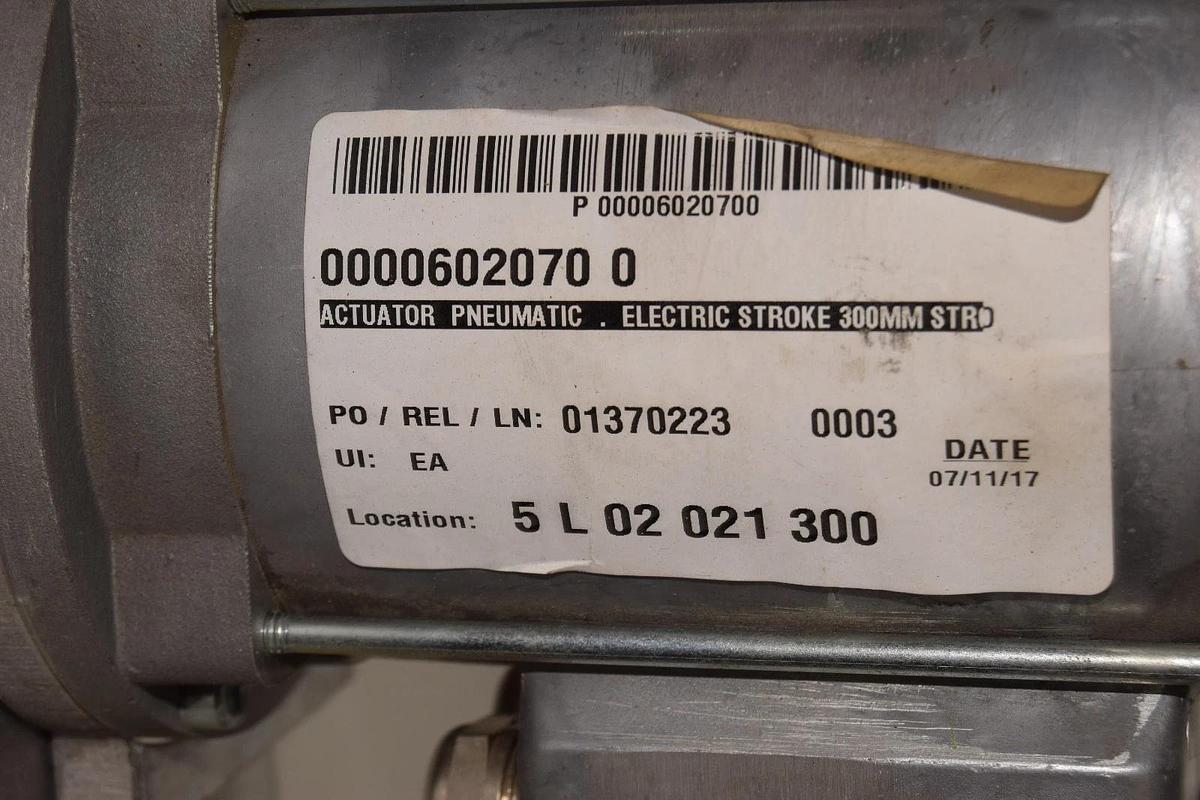 P 00006020700
0000602070 0
ACTUATOR PNEUMATIC . ELECTRIC STROKE 300MM STRO
PO / REL / LN: 01370223 0003
UI: EA
DATE
07/11/17
Location: 5 L 02 021 300